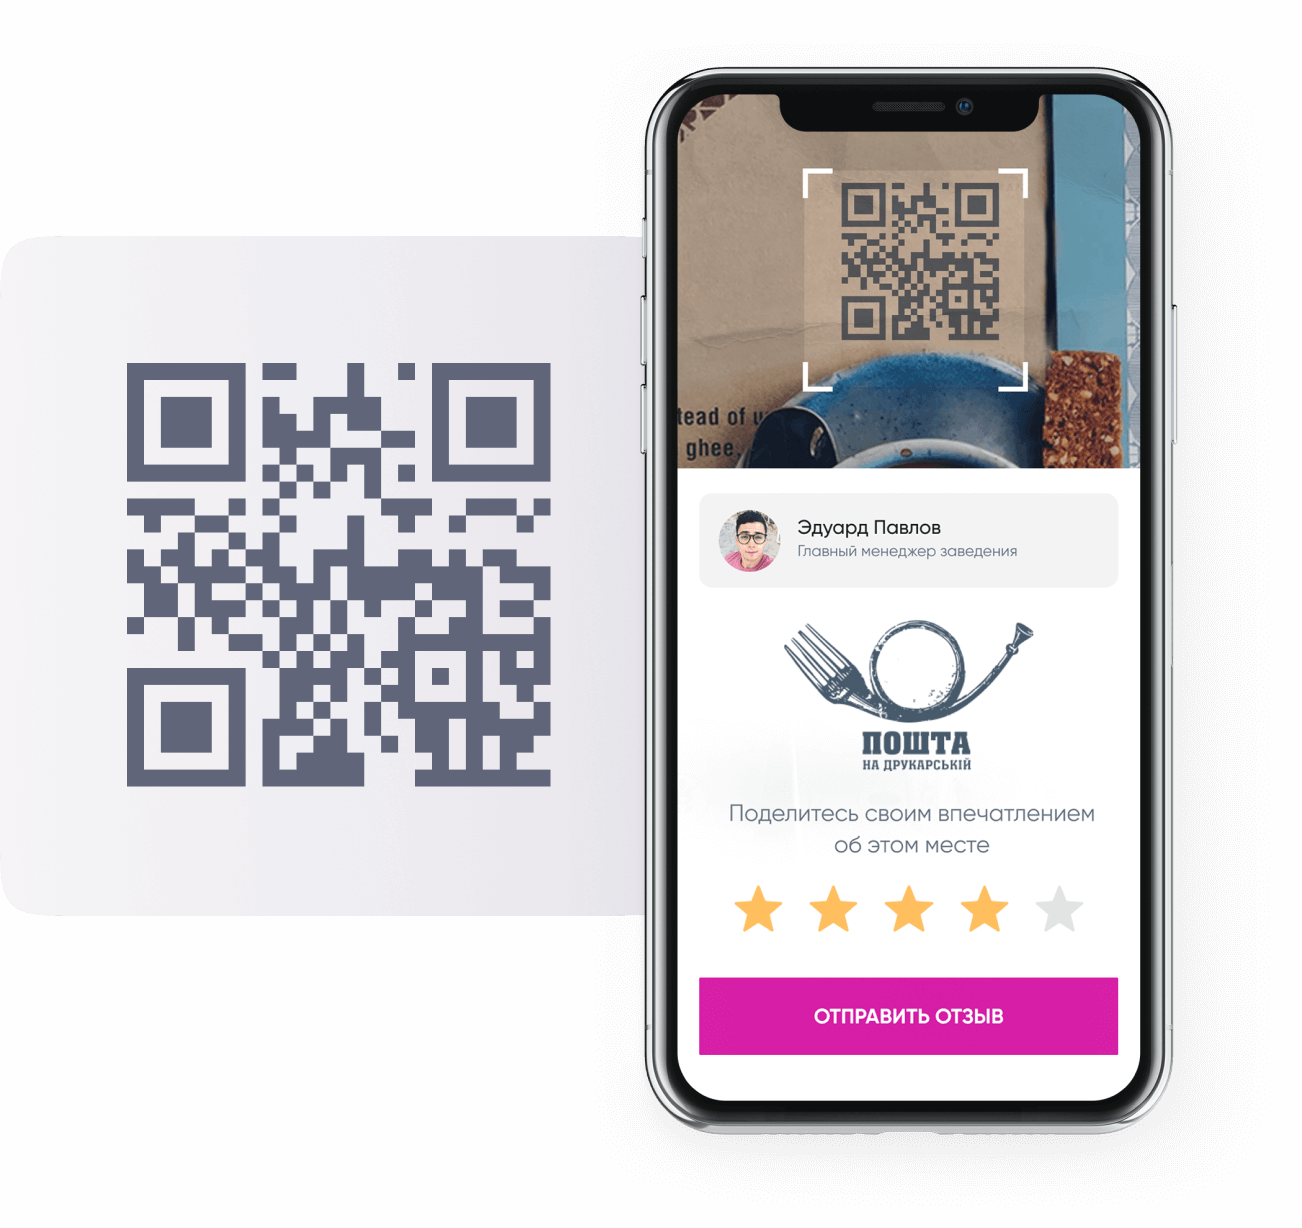 tead of
ghee.
Эдуард Павлов
Главный менеджер заведения
ПОШТА
НА ДРУКАРСЬКІЙ
Поделитесь своим впечатлением
об этом месте
ОТПРАВИТЬ ОТЗЫВ